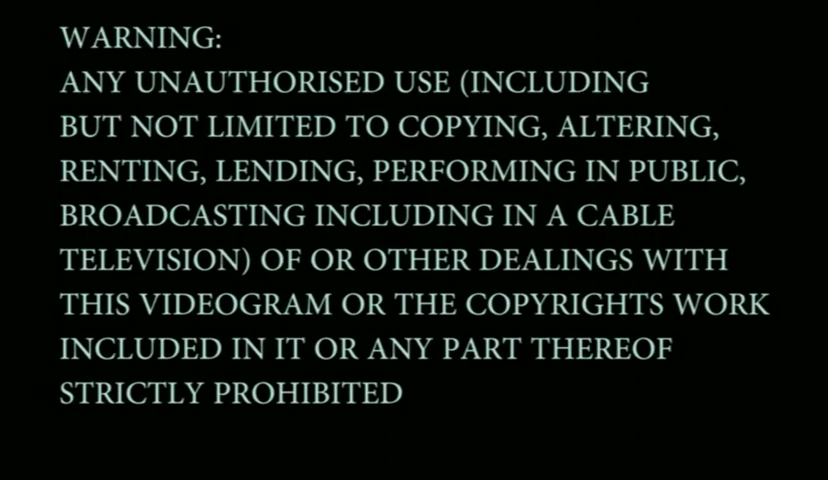 WARNING:
ANY UNAUTHORISED USE (INCLUDING
BUT NOT LIMITED TO COPYING, ALTERING,
RENTING, LENDING, PERFORMING IN PUBLIC,
BROADCASTING INCLUDING IN A CABLE
TELEVISION) OF OR OTHER DEALINGS WITH
THIS VIDEOGRAM OR THE COPYRIGHTS WORK
INCLUDED IN IT OR ANY PART THEREOF
STRICTLY PROHIBITED